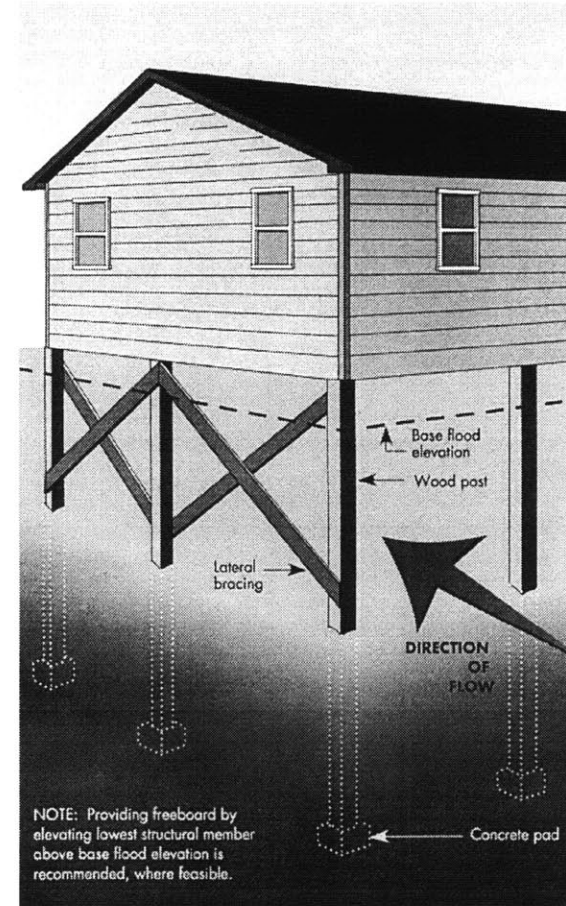 Base flood
elevation
Wood post
Lateral
bracing
DIRECTION
OF
FLOW
NOTE: Providing freeboard by
elevating lowest structural member
above base flood elevation is
recommended, where feasible.
Concrete pad